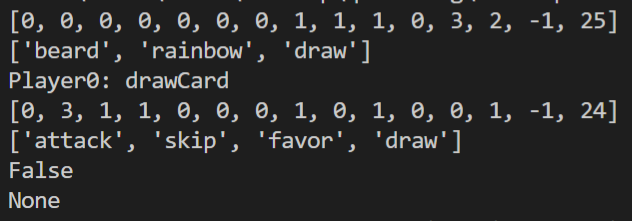 [0, 0, 0, 0, 0, 0, 0, 1, 1, 1, 0, 3, 2, -1, 25]
['beard', 'rainbow', 'draw']
Player0: drawCard
[0, 3, 1, 1, 0, 0, 0, 1, 0, 1, 0, 0, 1, -1, 24]
['attack', 'skip', 'favor', 'draw']
False
None